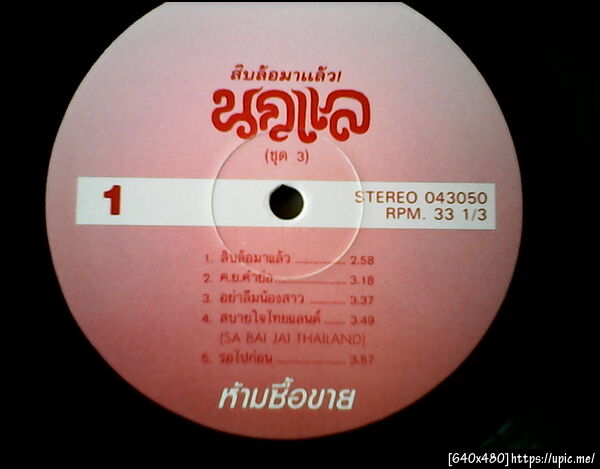 สิบล้อมาแล้ว!
นกแล
(ชุด 3)
1
STEREO 043050
RPM. 33 1/3
1. สิบล้อมาแล้ว ............ 2.58
2. ค.ย.คำย่อ ............ 3.18
3. อย่าลืมน้องสาว ......... 3.37
4. สบายใจไทยแลนด์ ...... 3.49
(SA BAI JAI THAILAND)
5. รอไปก่อน ............ 3.57
ห้ามซื้อขาย
[640x480]https://upic.me/